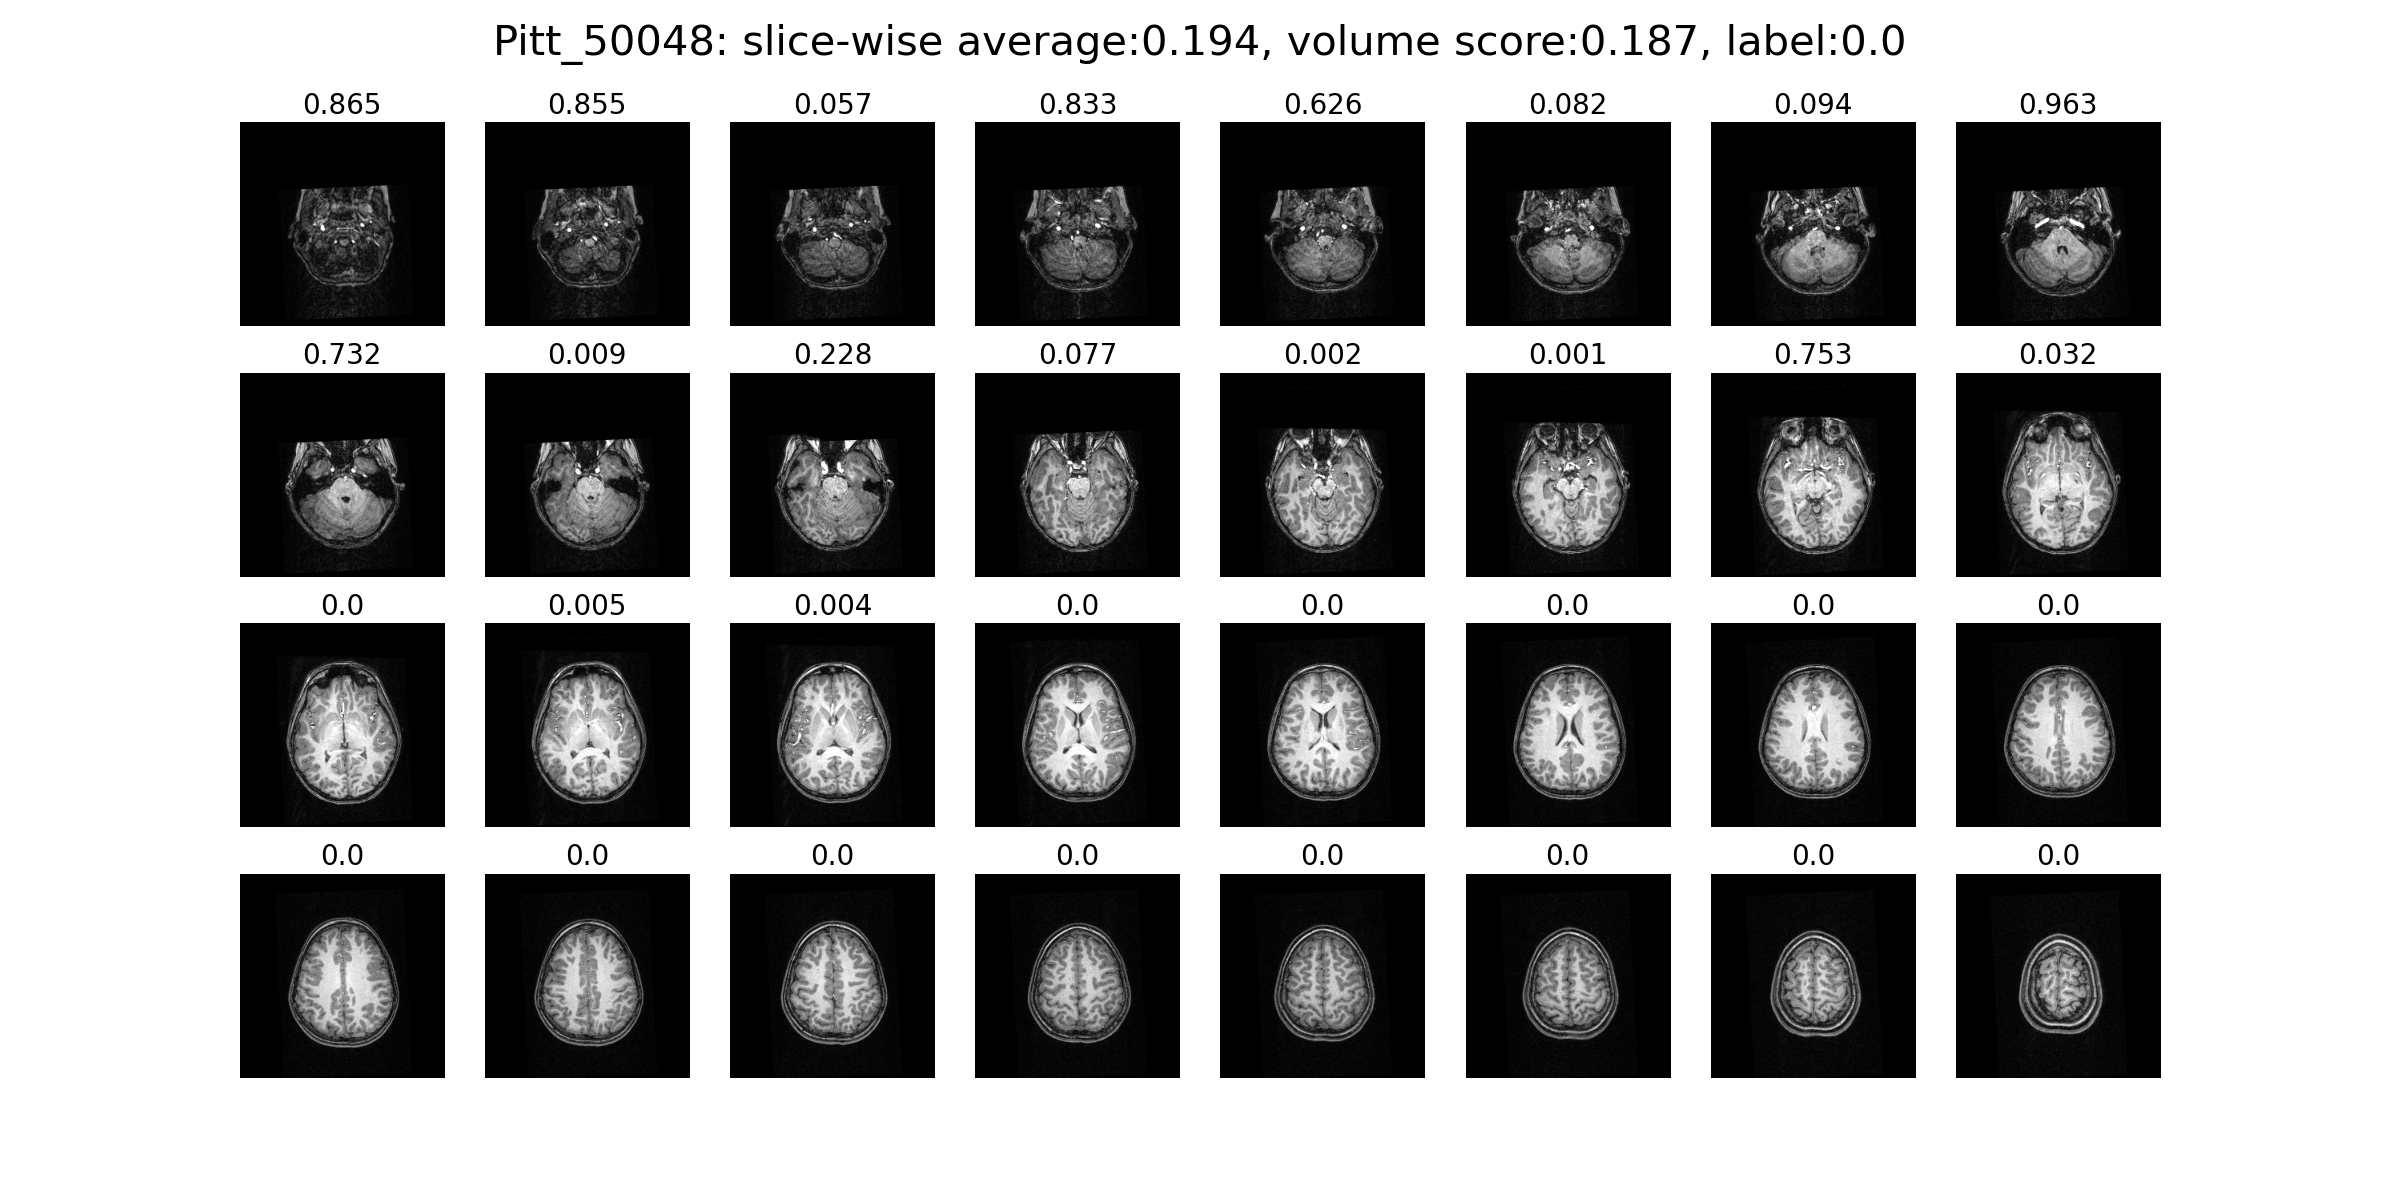 Pitt_50048: slice-wise average:0.194, volume score:0.187, label:0.0
0.865 0.855 0.057 0.833 0.626 0.082 0.094 0.963
0.732 0.009 0.228 0.077 0.002 0.001 0.753 0.032
0.0 0.005 0.004 0.0 0.0 0.0 0.0 0.0
0.0 0.0 0.0 0.0 0.0 0.0 0.0 0.0